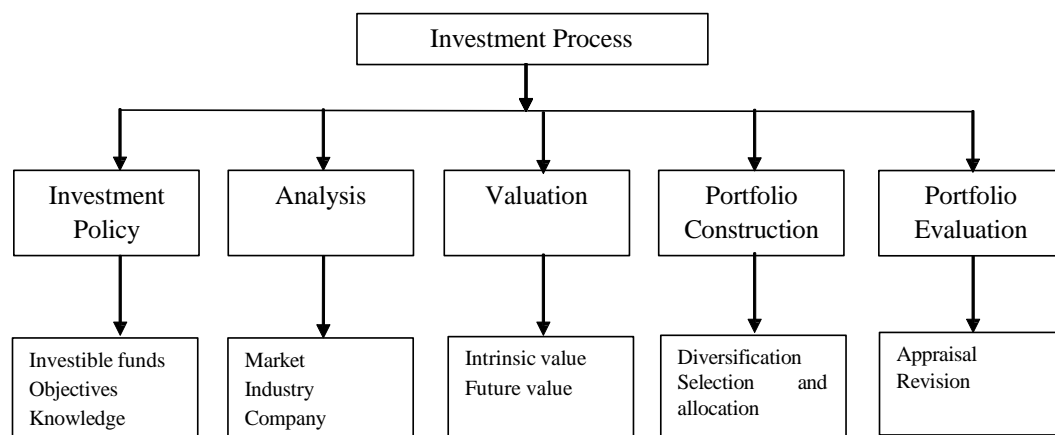 Investment Process
Investment
Policy
Analysis
Valuation
Portfolio
Construction
Portfolio
Evaluation
Investible funds
Objectives
Knowledge
Market
Industry
Company
Intrinsic value
Future value
Diversification
Selection and
allocation
Appraisal
Revision